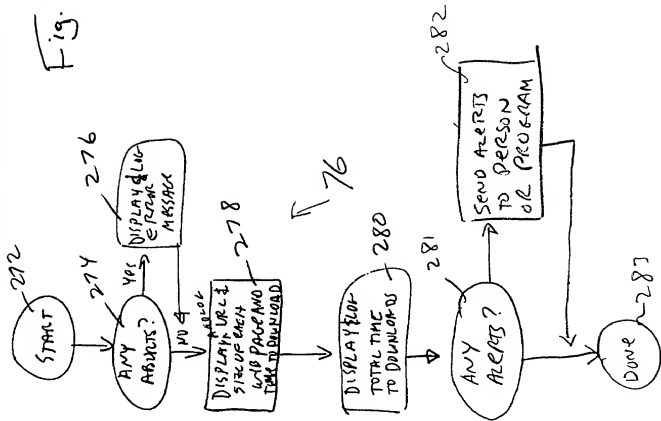 Fig.
272
START
274
ANY
ABORTS?
YES
NO
276
DISPLAY & LOG
ERROR
MESSAGE
278
AND LOG
DISPLAY URL &
SIZE OF EACH
WEB PAGE AND
TIME TO DOWNLOAD
76
280
DISPLAY & LOG
TOTAL TIME
TO DOWNLOADS
281
ANY
ALERTS?
282
SEND ALERTS
TO PERSON
OR PROGRAM
DONE
283